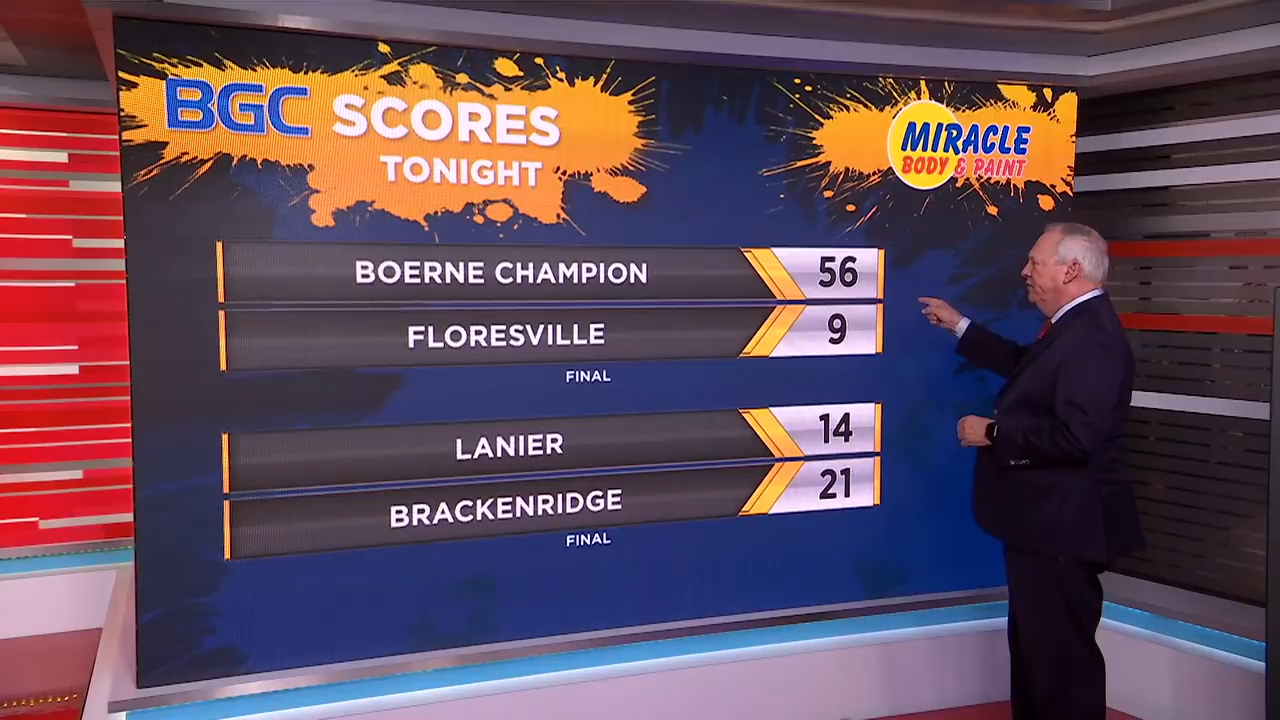 BGC SCORES
TONIGHT
MIRACLE
BODY & PAINT
BOERNE CHAMPION 56
FLORESVILLE 9
FINAL
LANIER 14
BRACKENRIDGE 21
FINAL